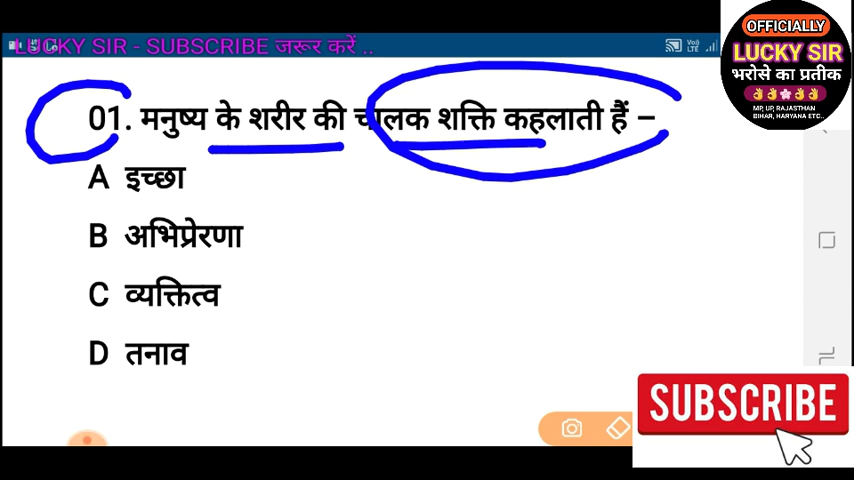 LUCKY SIR - SUBSCRIBE जरूर करें ..
OFFICIALLY
LUCKY SIR
भरोसे का प्रतीक
MP, UP, RAJASTHAN
BIHAR, HARYANA ETC..
01. मनुष्य के शरीर की चालक शक्ति कहलाती हैं –
A इच्छा
B अभिप्रेरणा
C व्यक्तित्व
D तनाव
SUBSCRIBE